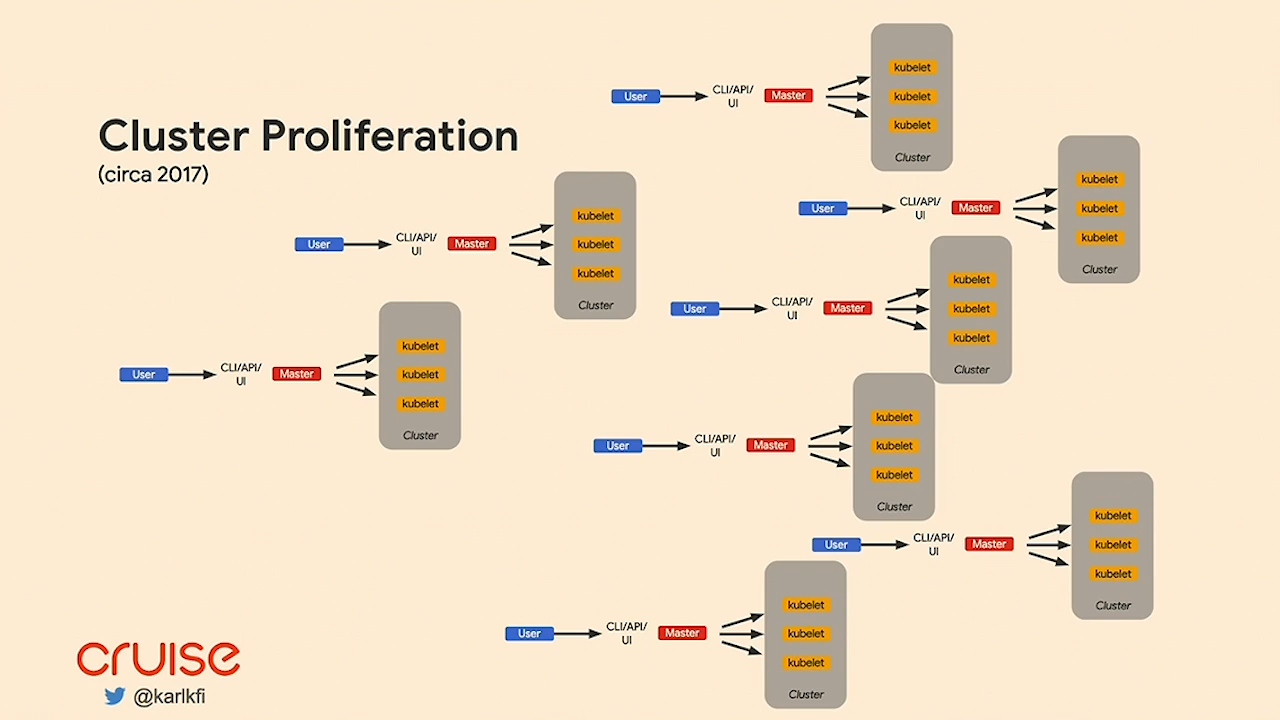 Cluster Proliferation
(circa 2017)
User
CLI/API/
UI
Master
kubelet
kubelet
kubelet
Cluster
User
CLI/API/
UI
Master
kubelet
kubelet
kubelet
Cluster
User
CLI/API/
UI
Master
kubelet
kubelet
kubelet
Cluster
User
CLI/API/
UI
Master
kubelet
kubelet
kubelet
Cluster
User
CLI/API/
UI
Master
kubelet
kubelet
kubelet
Cluster
User
CLI/API/
UI
Master
kubelet
kubelet
kubelet
Cluster
User
CLI/API/
UI
Master
kubelet
kubelet
kubelet
Cluster
User
CLI/API/
UI
Master
kubelet
kubelet
kubelet
Cluster
cruise
@karlkfi